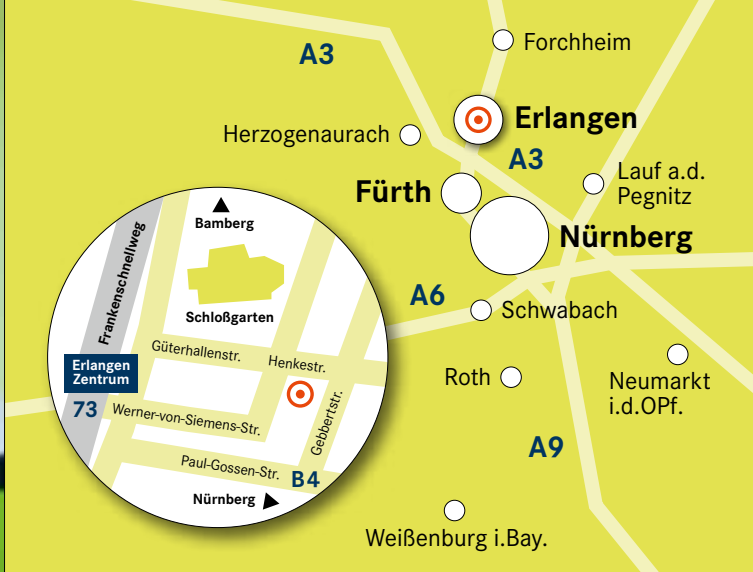 A3
Forchheim
Erlangen
Herzogenaurach
A3
Lauf a.d.
Pegnitz
Fürth
Nürnberg
A6
Schwabach
Roth
Neumarkt
i.d.OPf.
A9
Weißenburg i.Bay.
Bamberg
Frankenschnellweg
Schloßgarten
Güterhallenstr.
Henkestr.
Erlangen
Zentrum
73
Werner-von-Siemens-Str.
Gebbertstr.
Paul-Gossen-Str.
B4
Nürnberg